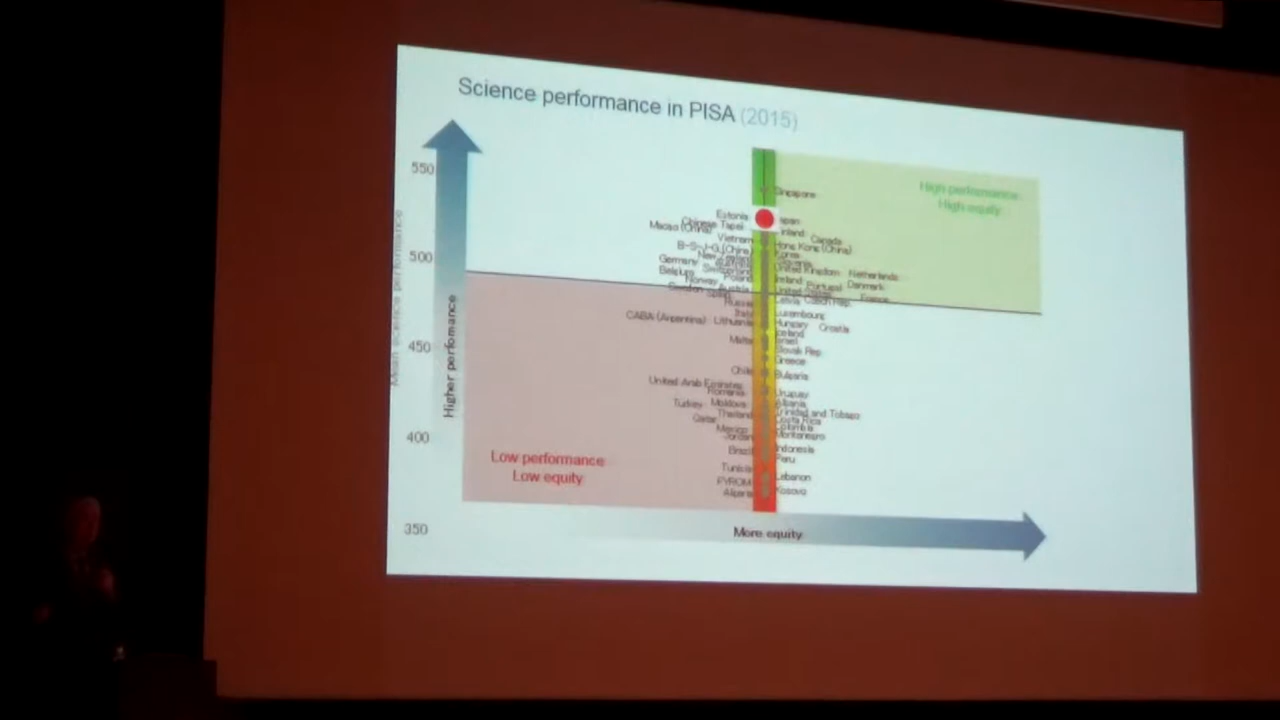 Science performance in PISA (2015)
550
500
450
400
350
Mean science performance
Higher perfomance
High performance
High equity
Low performance
Low equity
More equity
Singapore
Estonia
Japan
Chinese Taipei
Finland
Macao (China)
Canada
Vietnam
Hong Kong (China)
B-S-J-G (China)
Korea
Slovenia
Germany
Switzerland
United Kingdom
Netherlands
Belgium
Poland
Ireland
Portugal
Denmark
Norway
Austria
United States
France
Sweden
Spain
Latvia
Czech Rep.
Russia
Italy
Luxembourg
CABA (Argentina)
Lithuania
Hungary
Croatia
Iceland
Malta
Israel
Slovak Rep.
Greece
Chile
Bulgaria
United Arab Emirates
Romania
Uruguay
Turkey
Moldova
Albania
Thailand
Trinidad and Tobago
Qatar
Costa Rica
Colombia
Mexico
Montenegro
Jordan
Brazil
Indonesia
Peru
Tunisia
Lebanon
FYROM
Algeria
Kosovo